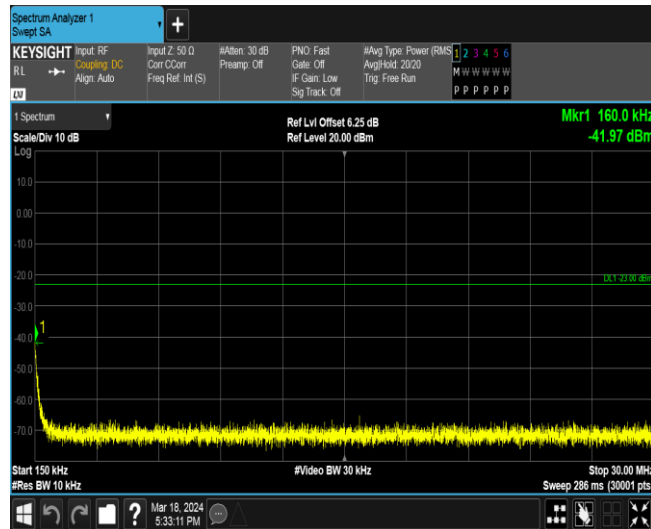 Spectrum Analyzer 1
Swept SA
+
KEYSIGHT
RL
LXI
Input: RF
Coupling: DC
Align: Auto
Input Z: 50 Ω
Corr CCorr
Freq Ref: Int (S)
#Atten: 30 dB
Preamp: Off
PNO: Fast
Gate: Off
IF Gain: Low
Sig Track: Off
#Avg Type: Power (RMS
Avg|Hold: 20/20
Trig: Free Run
1 2 3 4 5 6
M W W W W W
P P P P P P
1 Spectrum
Scale/Div 10 dB
Log
Ref Lvl Offset 6.25 dB
Ref Level 20.00 dBm
Mkr1 160.0 kHz
-41.97 dBm
10.0
0.00
-10.0
-20.0
DL1 -23.00 dBm
-30.0
1
-40.0
-50.0
-60.0
-70.0
Start 150 kHz
#Res BW 10 kHz
#Video BW 30 kHz
Stop 30.00 MHz
Sweep 286 ms (30001 pts
?
Mar 18, 2024
5:33:11 PM